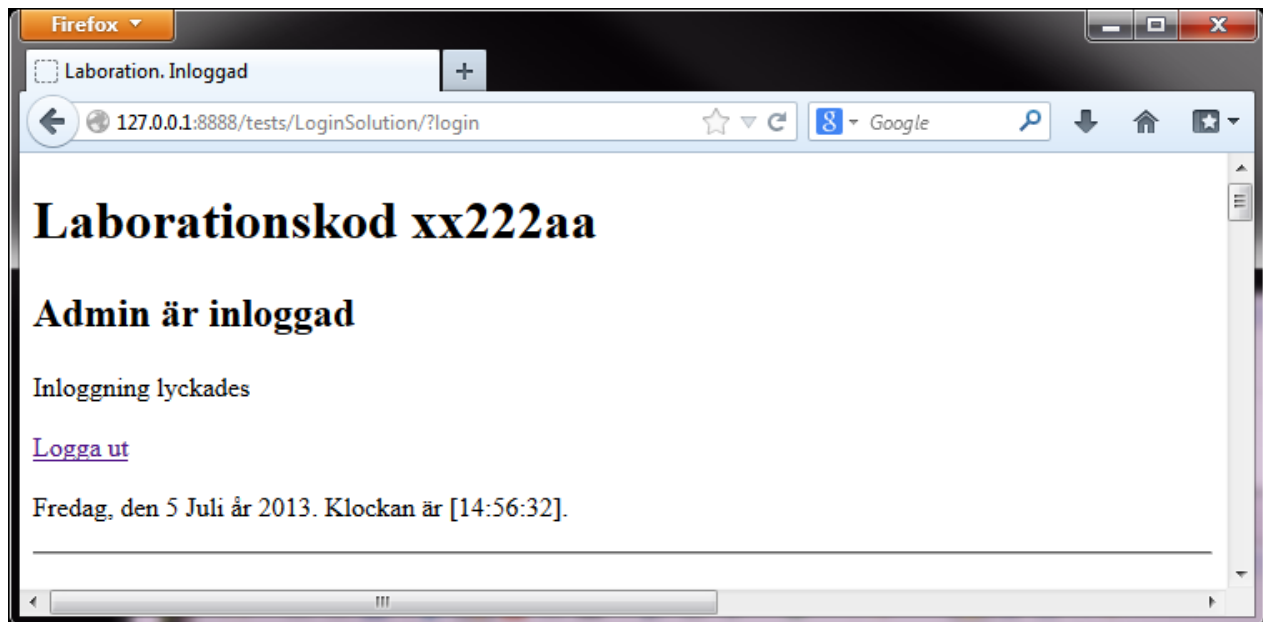 Firefox
Laboration. Inloggad
127.0.0.1:8888/tests/LoginSolution/?login
8 Google
Laborationskod xx222aa
Admin är inloggad
Inloggning lyckades
Logga ut
Fredag, den 5 Juli år 2013. Klockan är [14:56:32].